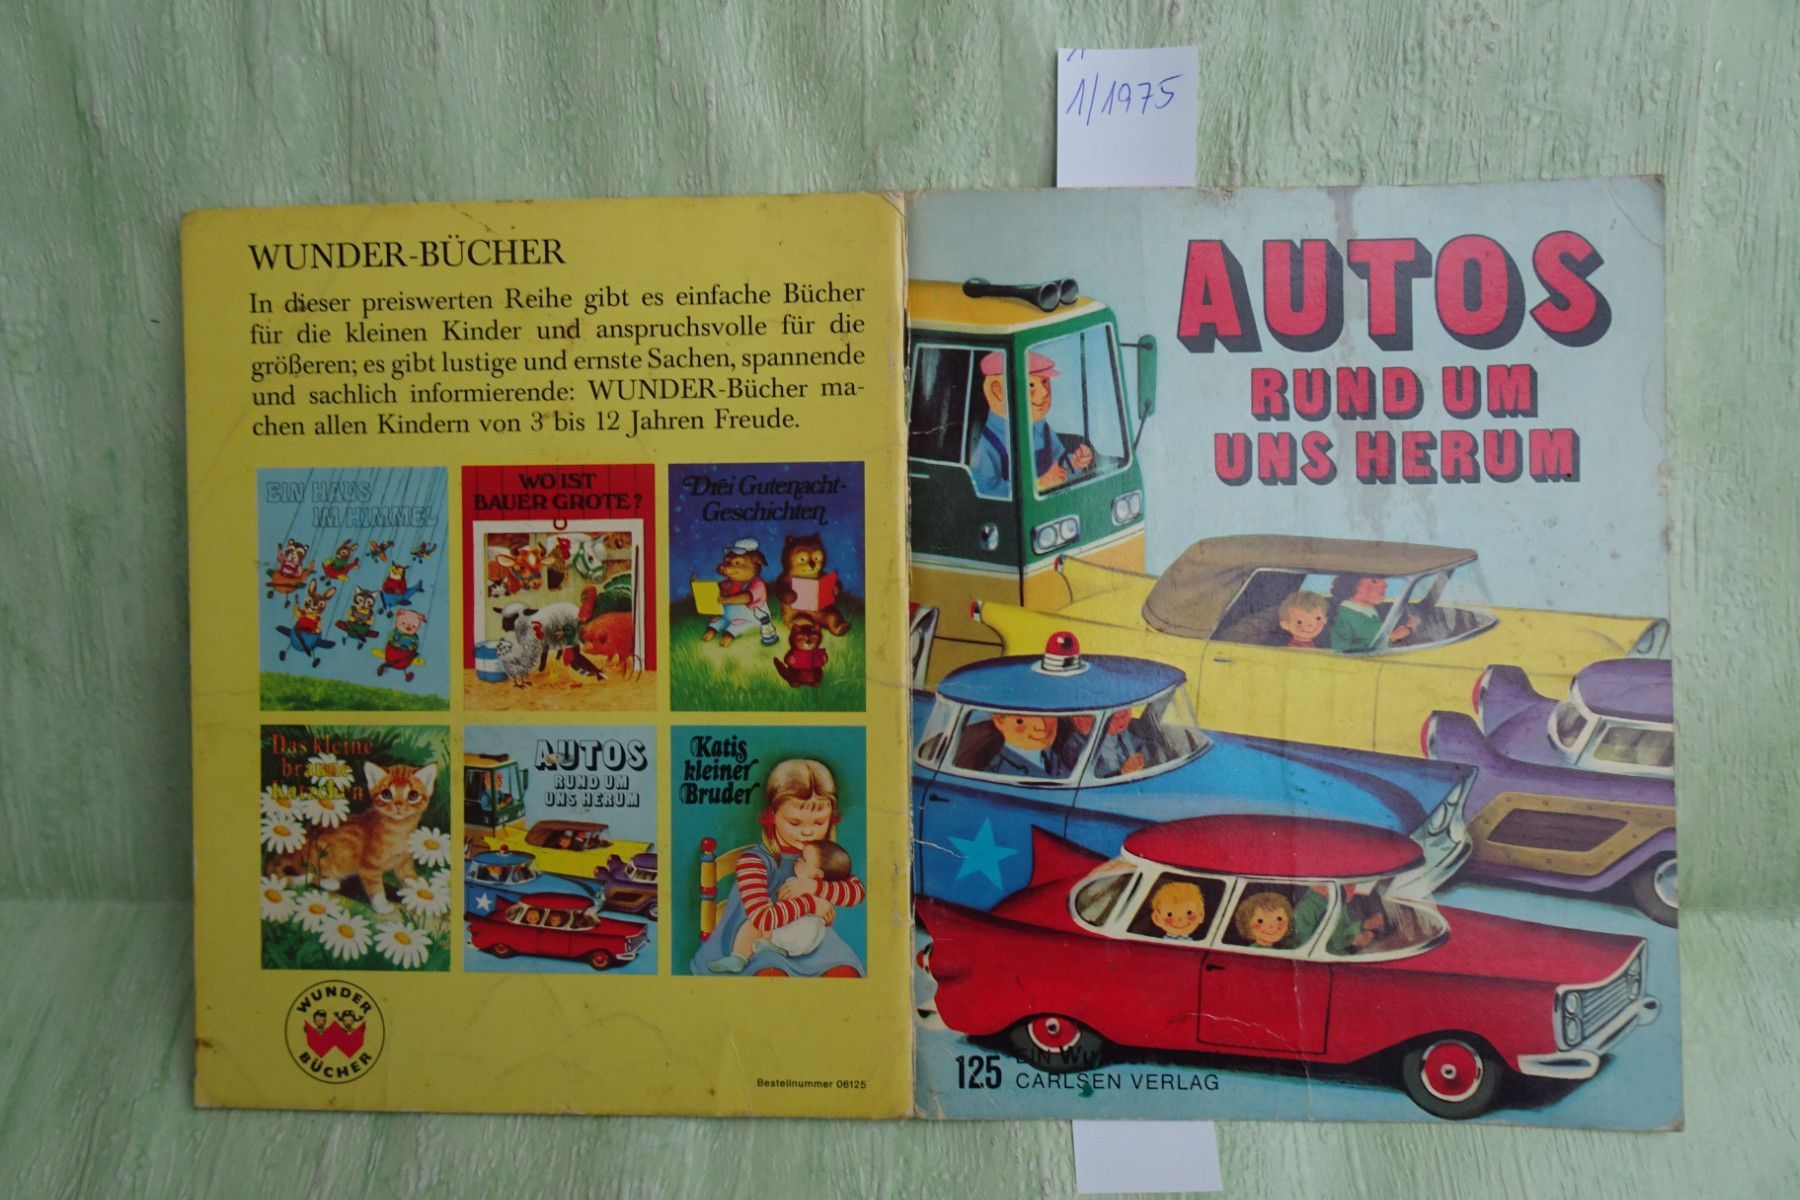 1/1975
WUNDER-BÜCHER
In dieser preiswerten Reihe gibt es einfache Bücher
für die kleinen Kinder und anspruchsvolle für die
größeren; es gibt lustige und ernste Sachen, spannende
und sachlich informierende: WUNDER-Bücher ma-
chen allen Kindern von 3 bis 12 Jahren Freude.
EIN HAUS
IM HIMMEL
WO IST
BAUER GROTE?
Drei Gutenacht-
Geschichten
Das kleine
braune
Kätzchen
AUTOS
RUND UM
UNS HERUM
Katis
kleiner
Bruder
WUNDER
BÜCHER
Bestellnummer 06125
AUTOS
RUND UM
UNS HERUM
125
EIN
CARLSEN VERLAG